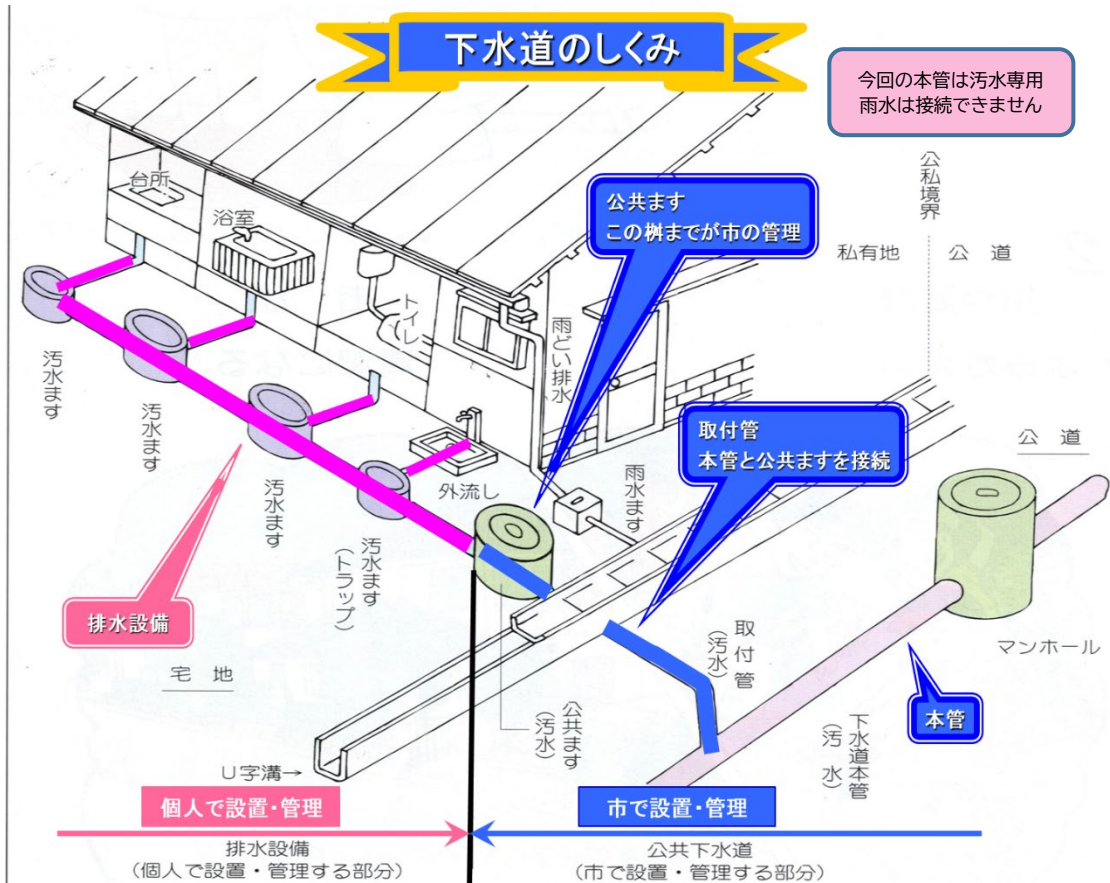 下水道のしくみ
今回の本管は汚水専用
雨水は接続できません
公私境界
私有地
公道
台所
浴室
トイレ
公共ます
この桝までが市の管理
雨どい排水
汚水ます
汚水ます
汚水ます
汚水ます
(トラップ)
外流し
雨水ます
取付管
本管と公共ますを接続
公道
排水設備
宅地
取付管
(汚水)
マンホール
本管
公共ます
(汚水)
下水道本管
(汚水)
U字溝→
個人で設置・管理
市で設置・管理
排水設備
(個人で設置・管理する部分)
公共下水道
(市で設置・管理する部分)